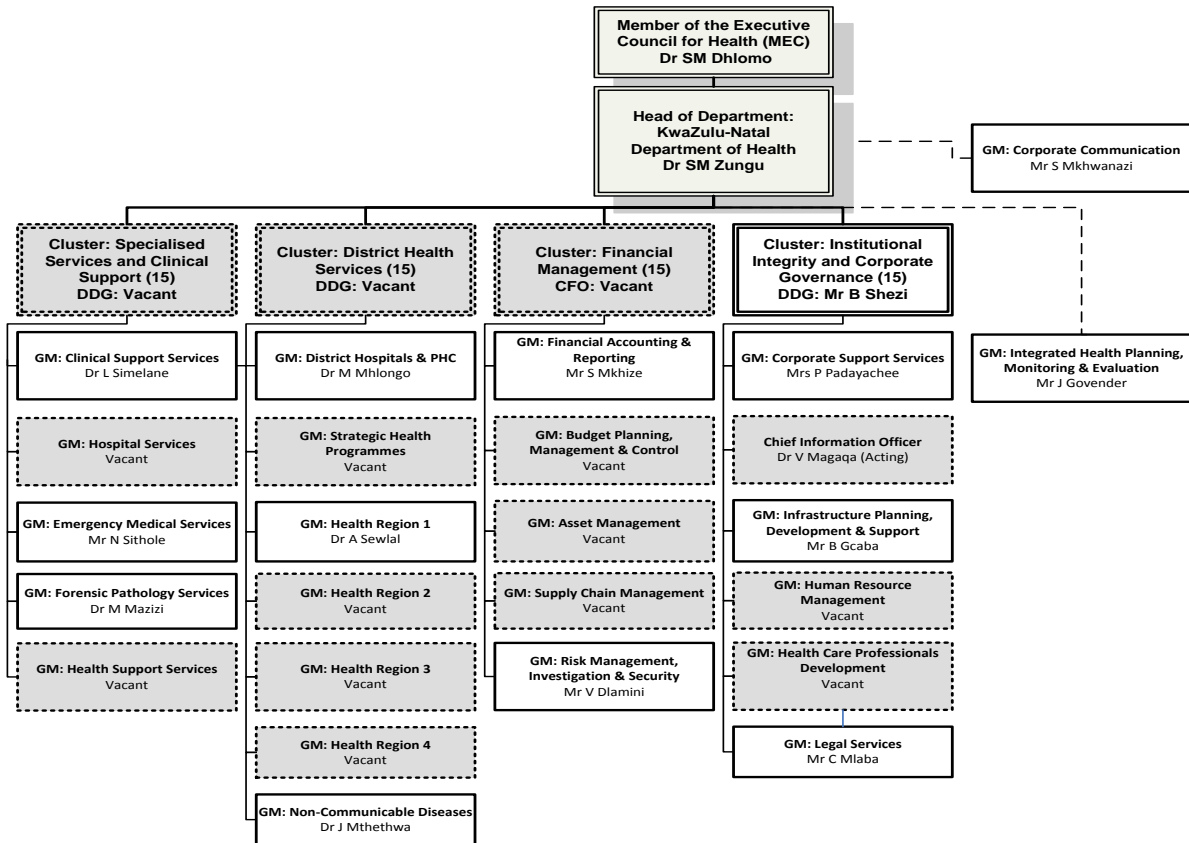 Member of the Executive
Council for Health (MEC)
Dr SM Dhlomo
Head of Department:
KwaZulu-Natal
Department of Health
Dr SM Zungu
GM: Corporate Communication
Mr S Mkhwanazi
Cluster: Specialised
Services and Clinical
Support (15)
DDG: Vacant
Cluster: District Health
Services (15)
DDG: Vacant
Cluster: Financial
Management (15)
CFO: Vacant
Cluster: Institutional
Integrity and Corporate
Governance (15)
DDG: Mr B Shezi
GM: Clinical Support Services
Dr L Simelane
GM: Hospital Services
Vacant
GM: Emergency Medical Services
Mr N Sithole
GM: Forensic Pathology Services
Dr M Mazizi
GM: Health Support Services
Vacant
GM: District Hospitals & PHC
Dr M Mhlongo
GM: Strategic Health
Programmes
Vacant
GM: Health Region 1
Dr A Sewlal
GM: Health Region 2
Vacant
GM: Health Region 3
Vacant
GM: Health Region 4
Vacant
GM: Non-Communicable Diseases
Dr J Mthethwa
GM: Financial Accounting &
Reporting
Mr S Mkhize
GM: Budget Planning,
Management & Control
Vacant
GM: Asset Management
Vacant
GM: Supply Chain Management
Vacant
GM: Risk Management,
Investigation & Security
Mr V Dlamini
GM: Corporate Support Services
Mrs P Padayachee
Chief Information Officer
Dr V Magaqa (Acting)
GM: Infrastructure Planning,
Development & Support
Mr B Gcaba
GM: Human Resource
Management
Vacant
GM: Health Care Professionals
Development
Vacant
GM: Legal Services
Mr C Mlaba
GM: Integrated Health Planning,
Monitoring & Evaluation
Mr J Govender